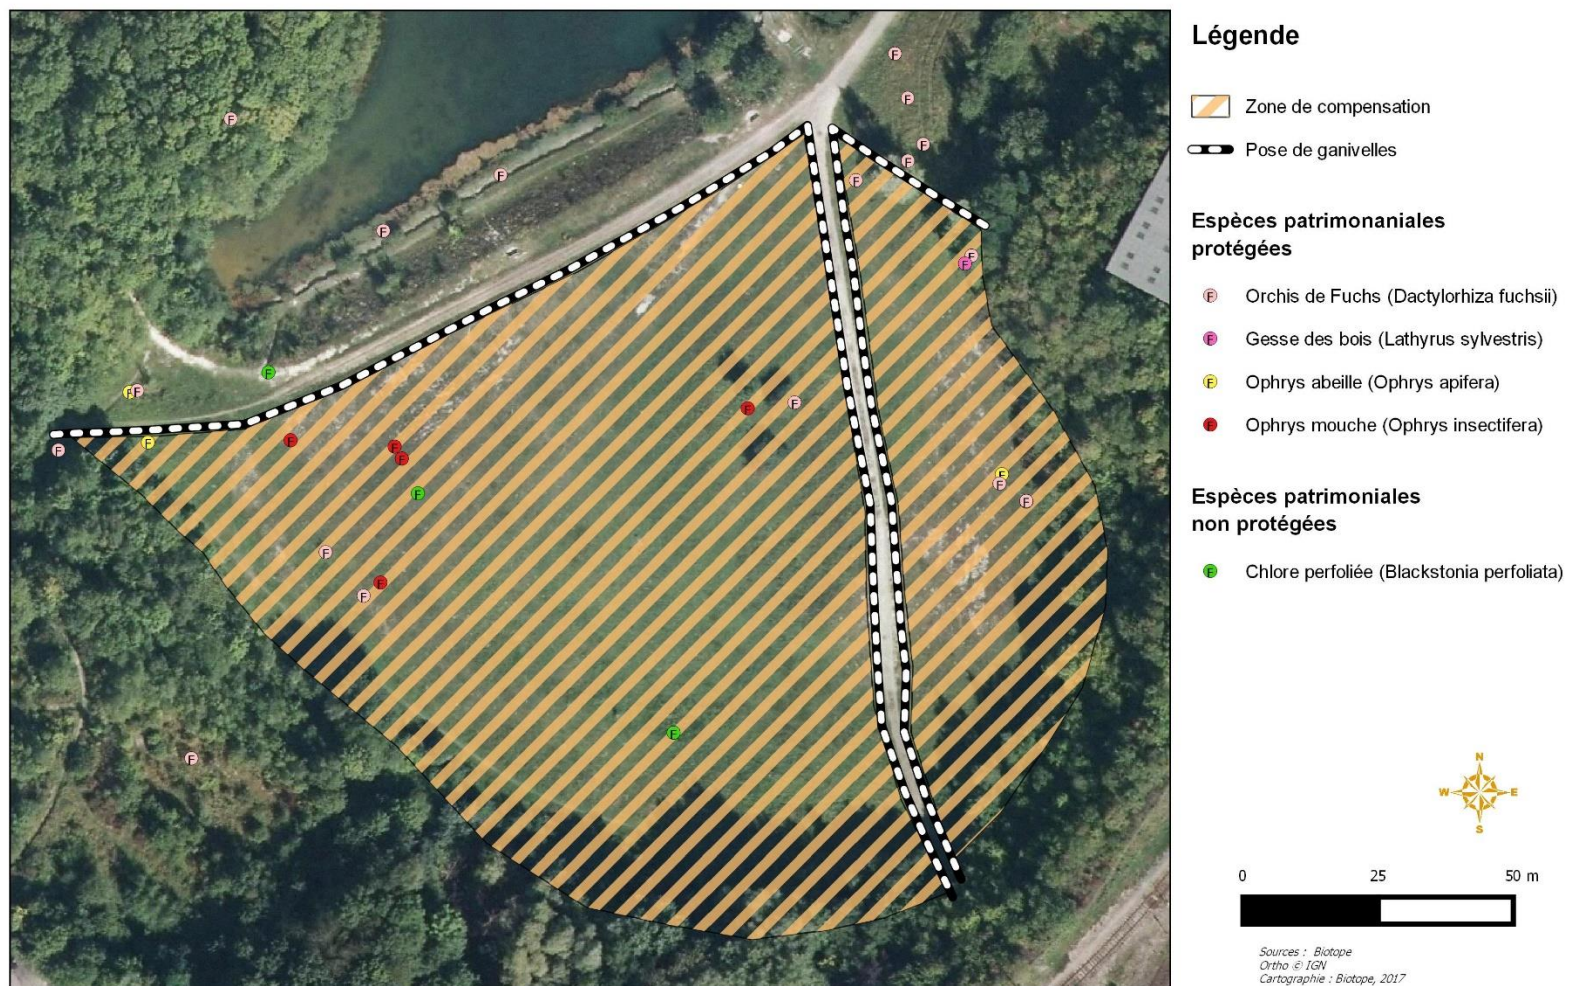 Légende
Zone de compensation
Pose de ganivelles
Espèces patrimonaniales
protégées
F Orchis de Fuchs (Dactylorhiza fuchsii)
F Gesse des bois (Lathyrus sylvestris)
F Ophrys abeille (Ophrys apifera)
F Ophrys mouche (Ophrys insectifera)
Espèces patrimoniales
non protégées
F Chlore perfoliée (Blackstonia perfoliata)
N
W E
S
0 25 50 m
Sources : Biotope
Ortho © IGN
Cartographie : Biotope, 2017